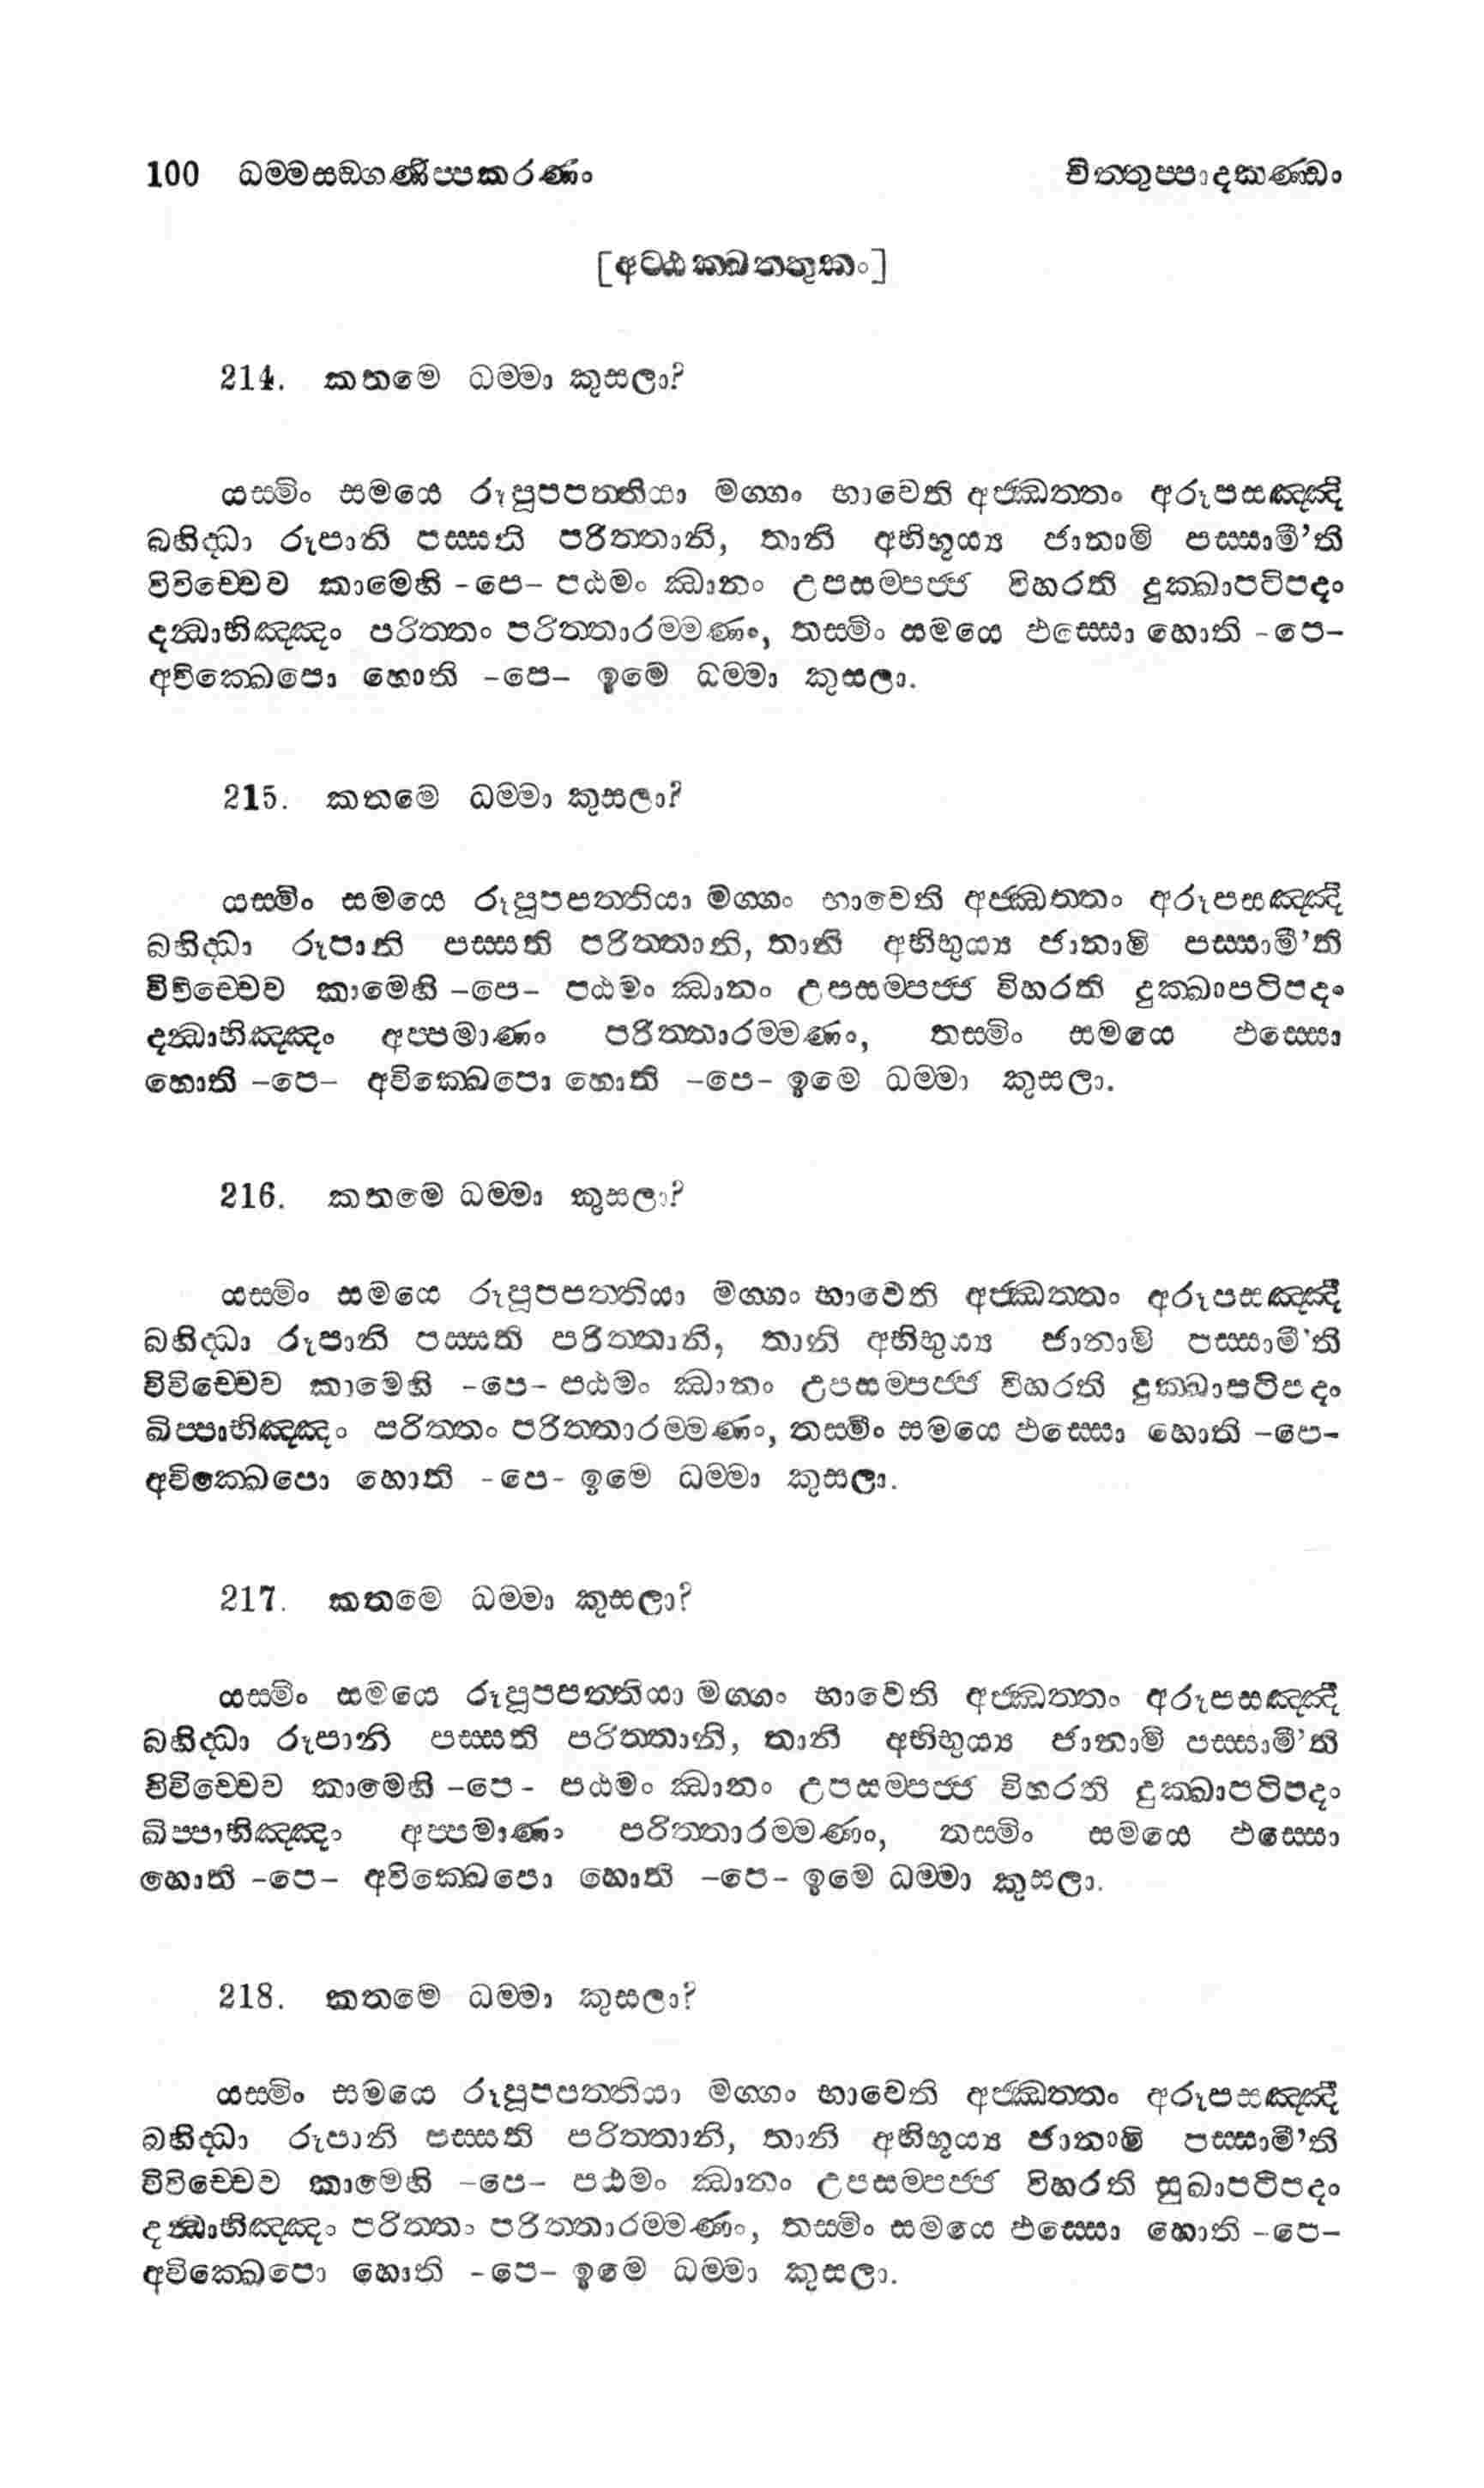 100 ධම්මසඞ්ගණිප්පකරණං චිත්තුප්පාදකණ්ඩං
[අට්ඨක්ඛත්තුකං]
214. කතමෙ ධම්මා කුසලා?
යස්මිං සමයෙ රූපූපපත්තියා මග්ගං භාවෙති අජ්ඣත්තං අරූපසඤ්ඤී
බහිද්ධා රූපානි පස්සති පරිත්තානි, තානි අභිභූය්‍ය ජානාමි පස්සාමී’ති
විවිච්චෙව කාමෙහි -පෙ- පඨමං ඣානං උපසම්පජ්ජ විහරති දුක්ඛාපටිපදං
දන්ධාභිඤ්ඤං පරිත්තං පරිත්තාරම්මණං, තස්මිං සමයෙ ඵස්සො හොති -පෙ-
අවික්ඛෙපො හොති -පෙ- ඉමෙ ධම්මා කුසලා.
215. කතමෙ ධම්මා කුසලා?
යස්මිං සමයෙ රූපූපපත්තියා මග්ගං භාවෙති අජ්ඣත්තං අරූපසඤ්ඤී
බහිද්ධා රූපානි පස්සති පරිත්තානි, තානි අභිභුය්‍ය ජානාමි පස්සාමී’ති
විවිච්චෙව කාමෙහි -පෙ- පඨමං ඣානං උපසම්පජ්ජ විහරති දුක්ඛාපටිපදං
දන්ධාභිඤ්ඤං අප්පමාණං පරිත්තාරම්මණං, තස්මිං සමයෙ ඵස්සො
හොති -පෙ- අවික්ඛෙපො හොති -පෙ- ඉමෙ ධම්මා කුසලා.
216. කතමෙ ධම්මා කුසලා?
යස්මිං සමයෙ රූපූපපත්තියා මග්ගං භාවෙති අජ්ඣත්තං අරූපසඤ්ඤී
බහිද්ධා රූපානි පස්සති පරිත්තානි, තානි අභිභුය්‍ය ජානාමි පස්සාමී’ති
විවිච්චෙව කාමෙහි -පෙ- පඨමං ඣානං උපසම්පජ්ජ විහරති දුක්ඛාපටිපදං
ඛිප්පාභිඤ්ඤං පරිත්තං පරිත්තාරම්මණං, තස්මිං සමයෙ ඵස්සො හොති -පෙ-
අවික්ඛෙපො හොති -පෙ- ඉමෙ ධම්මා කුසලා.
217. කතමෙ ධම්මා කුසලා?
යස්මිං සමයෙ රූපූපපත්තියා මග්ගං භාවෙති අජ්ඣත්තං අරූපසඤ්ඤී
බහිද්ධා රූපානි පස්සති පරිත්තානි, තානි අභිභුය්‍ය ජානාමි පස්සාමී’ති
විවිච්චෙව කාමෙහි -පෙ- පඨමං ඣානං උපසම්පජ්ජ විහරති දුක්ඛාපටිපදං
ඛිප්පාභිඤ්ඤං අප්පමාණං පරිත්තාරම්මණං, තස්මිං සමයෙ ඵස්සො
හොති -පෙ- අවික්ඛෙපො හොති -පෙ- ඉමෙ ධම්මා කුසලා.
218. කතමෙ ධම්මා කුසලා?
යස්මිං සමයෙ රූපූපපත්තියා මග්ගං භාවෙති අජ්ඣත්තං අරූපසඤ්ඤී
බහිද්ධා රූපානි පස්සති පරිත්තානි, තානි අභිභූය්‍ය ජානාමි පස්සාමී’ති
විවිච්චෙව කාමෙහි -පෙ- පඨමං ඣානං උපසම්පජ්ජ විහරති සුඛාපටිපදං
දන්ධාභිඤ්ඤං පරිත්තං පරිත්තාරම්මණං, තස්මිං සමයෙ ඵස්සො හොති -පෙ-
අවික්ඛෙපො හොති -පෙ- ඉමෙ ධම්මා කුසලා.